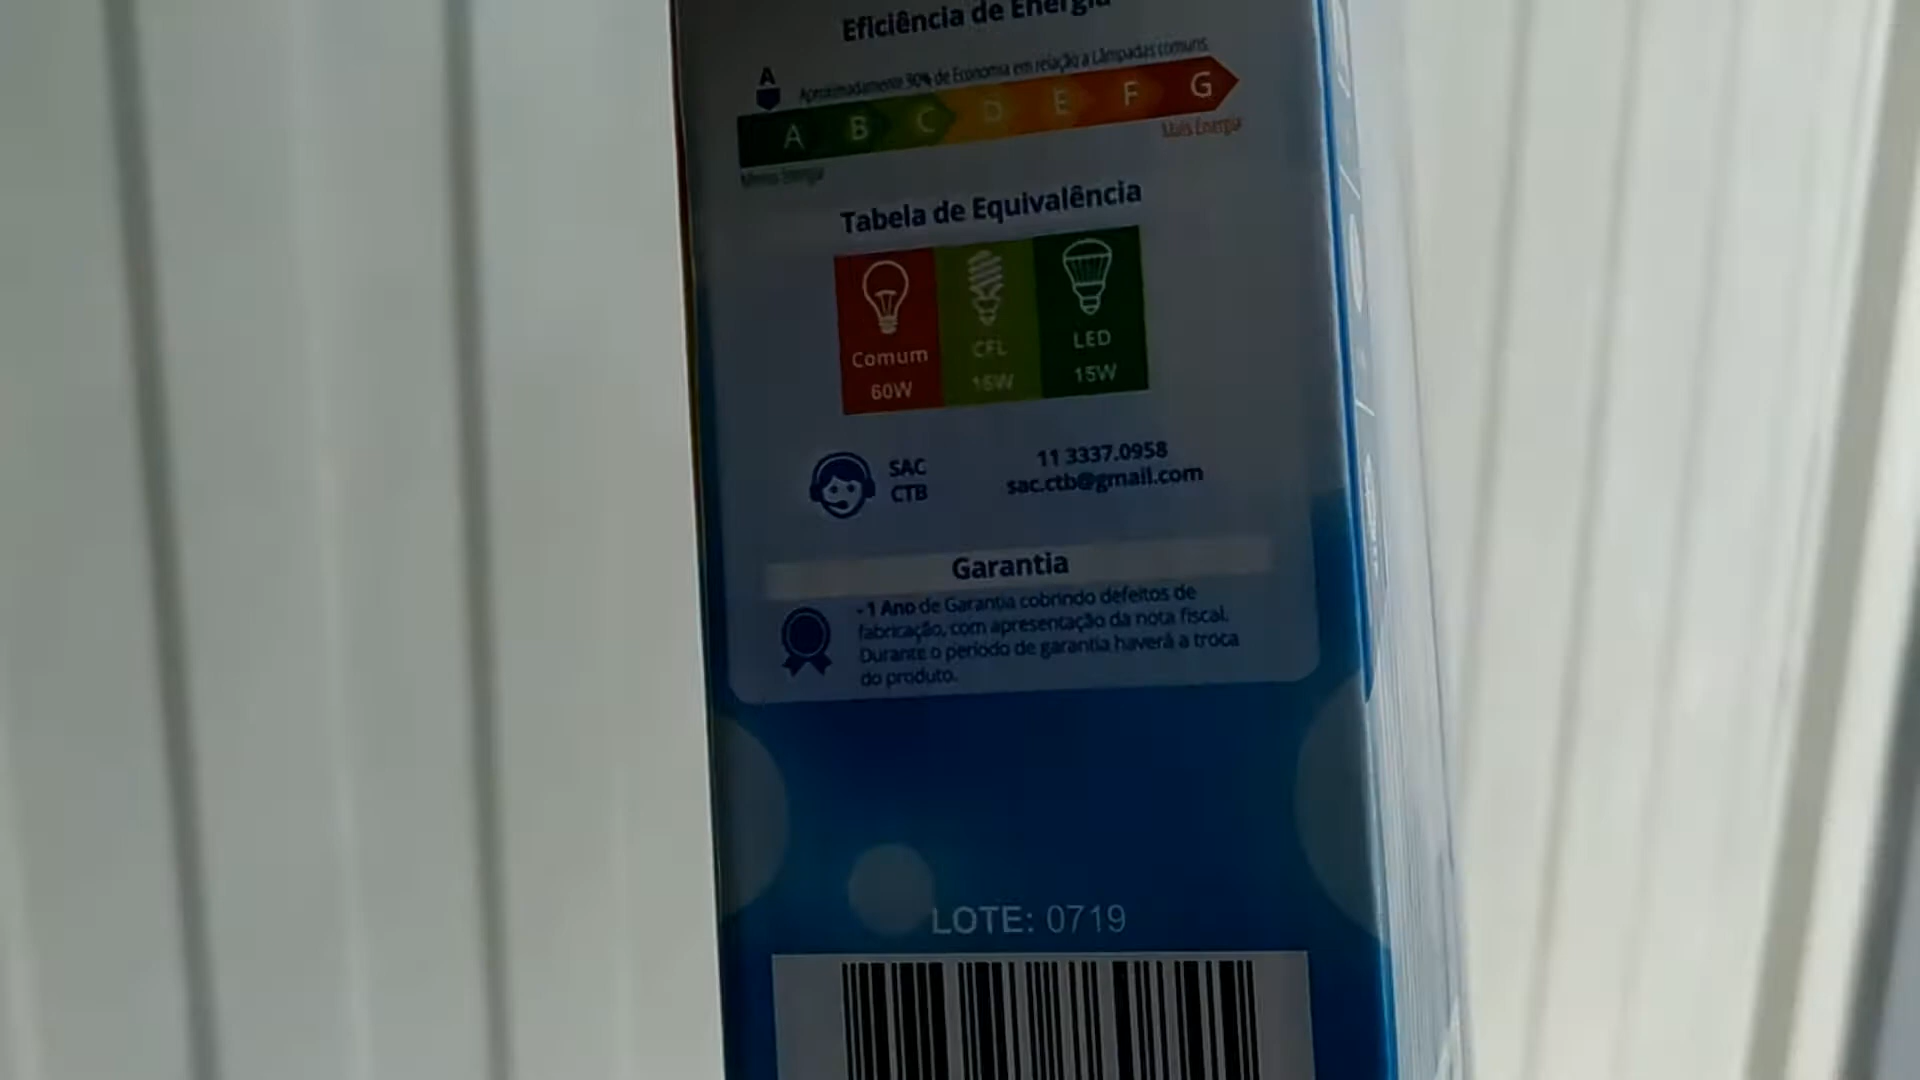 Eficiência de Energia
A
Aproximadamente 90% de Economia em relação a Lâmpadas comuns.
A B C D E F G
Mais Energia
Menos Energia
Tabela de Equivalência
Comum CFL LED
60W 16W 15W
SAC
CTB
11 3337.0958
sac.ctb@gmail.com
Garantia
- 1 Ano de Garantia cobrindo defeitos de
fabricação, com apresentação da nota fiscal.
Durante o período de garantia haverá a troca
do produto.
LOTE: 0719